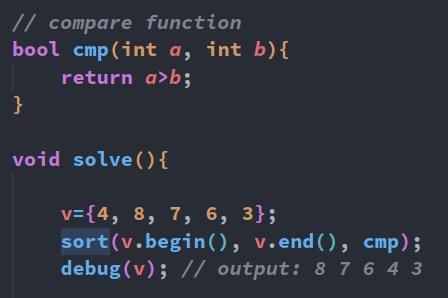 // compare function
bool cmp(int a, int b){
    return a>b;
}
void solve(){
    v={4, 8, 7, 6, 3};
    sort(v.begin(), v.end(), cmp);
    debug(v); // output: 8 7 6 4 3